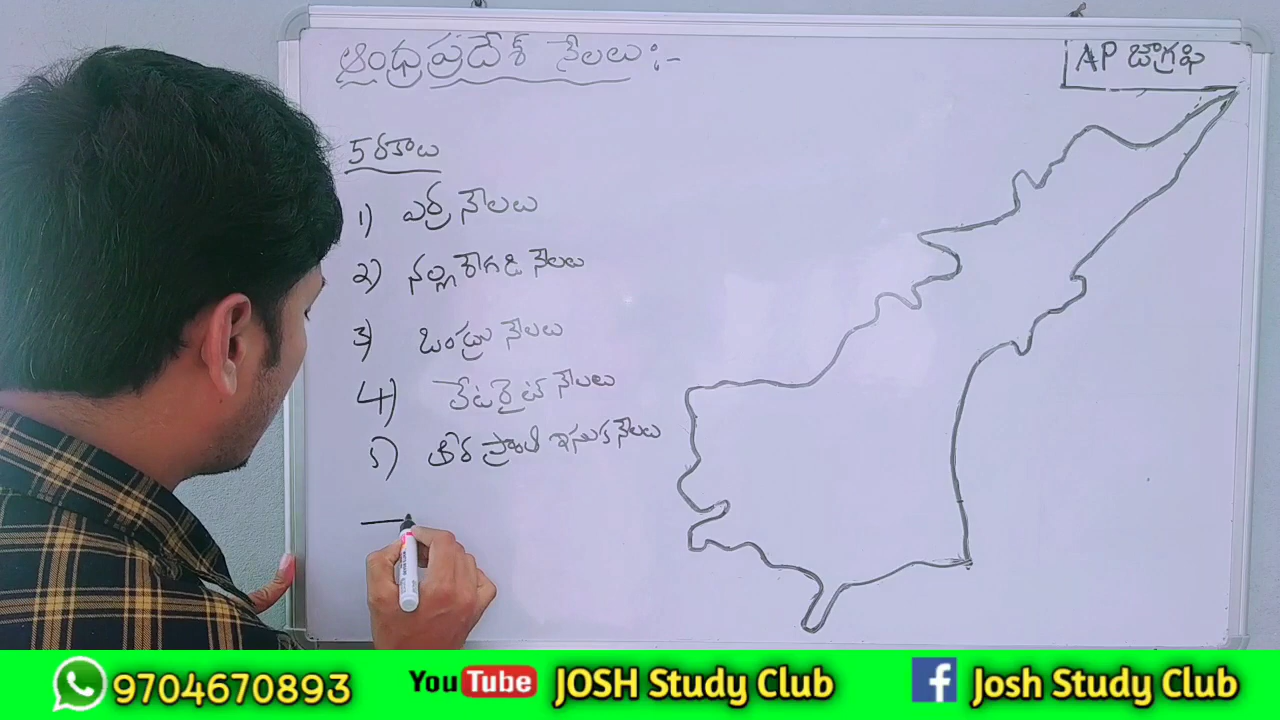 ఆంధ్రప్రదేశ్ నేలలు :-
AP జాగ్రఫి
5 రకాలు
1) ఎర్ర నేలలు
2) నల్లరేగడి నేలలు
3) ఒండ్రు నేలలు
4) లేటరైట్ నేలలు
5) తీర ప్రాంత ఇసుక నేలలు
9704670893
YouTube JOSH Study Club
Josh Study Club